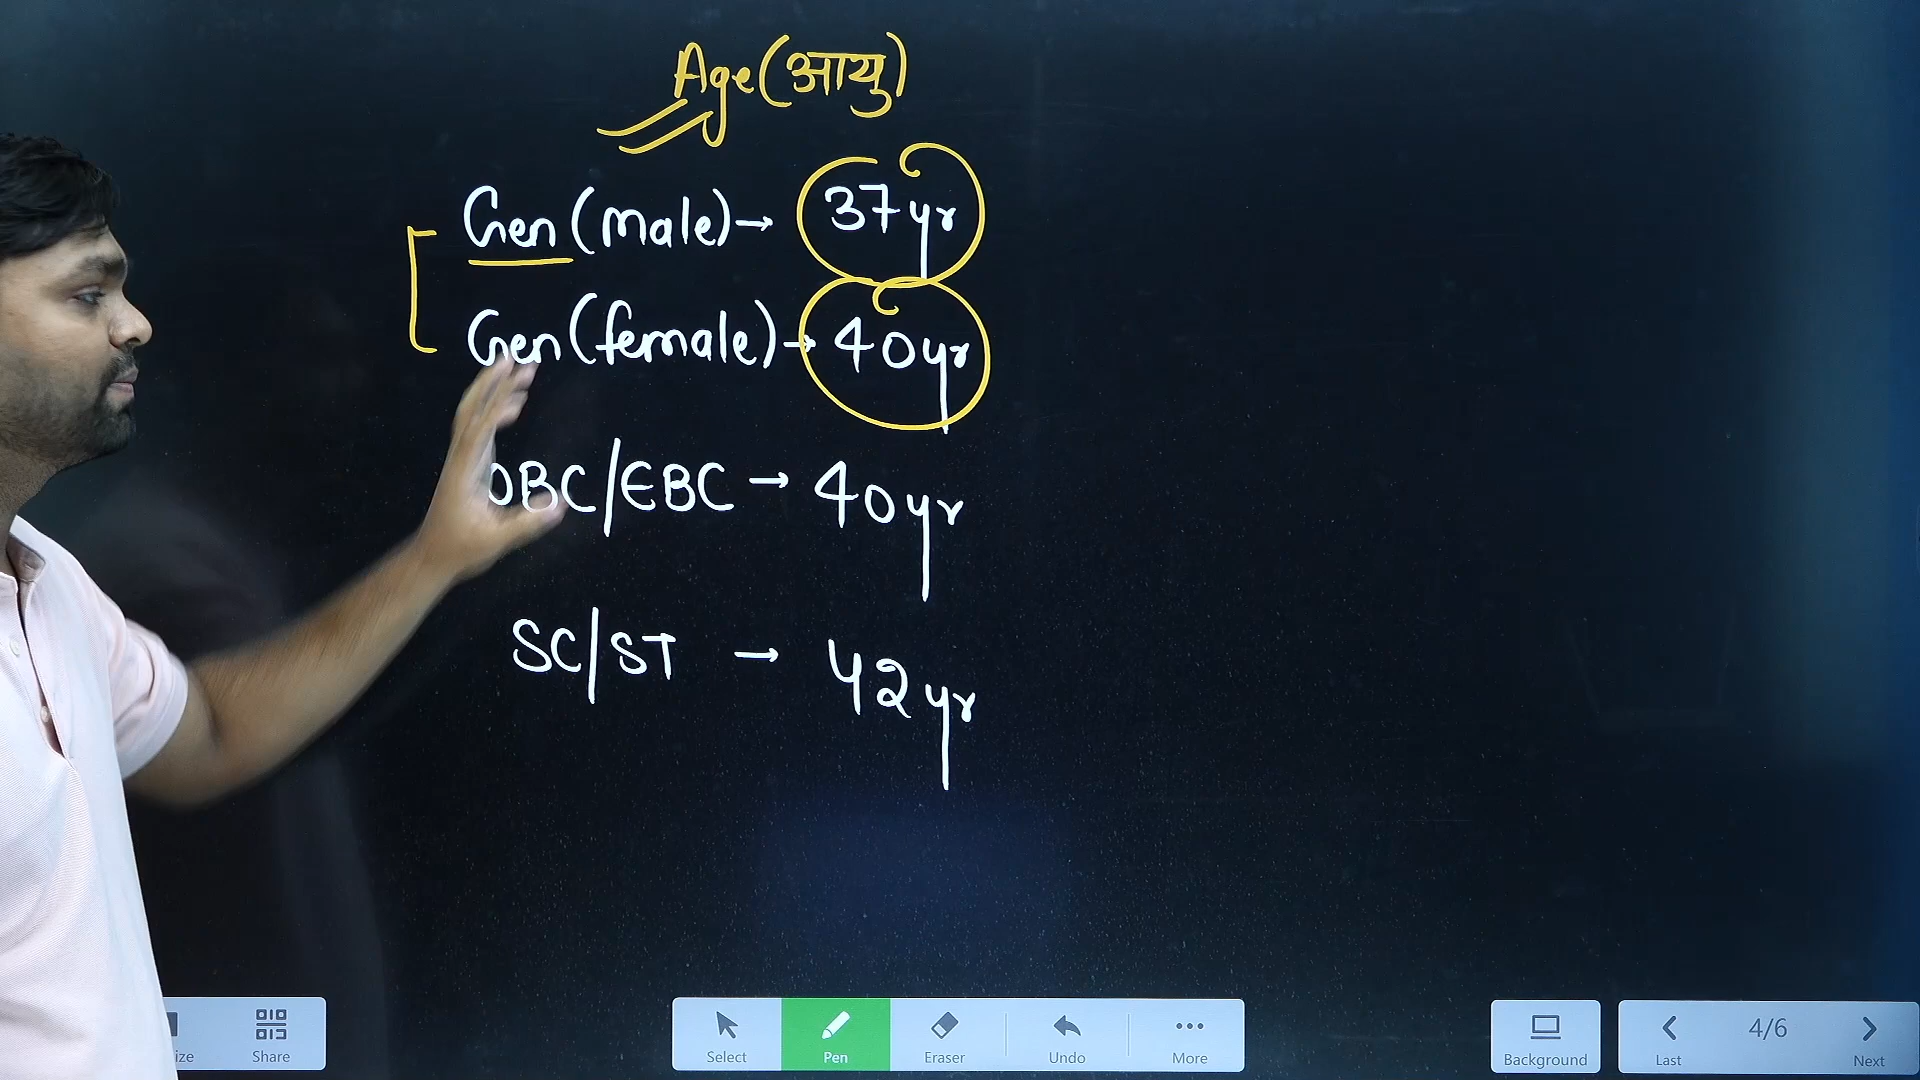 Age (आयु)
Gen (male) → 37yr
Gen (female) → 40yr
OBC/EBC → 40yr
SC/ST → 42yr
Share
Select
Pen
Eraser
Undo
More
Background
Last
4/6
Next